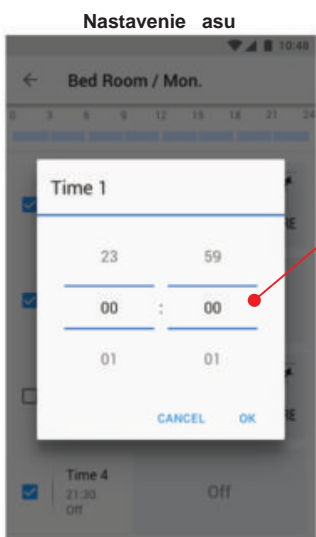 Nastavenie asu
10:48
Bed Room / Mon.
0 3 6 9 12 15 18 21 24
Time 1
23 59
00 : 00
01 01
CANCEL OK
Time 4
21:30
Off
Off